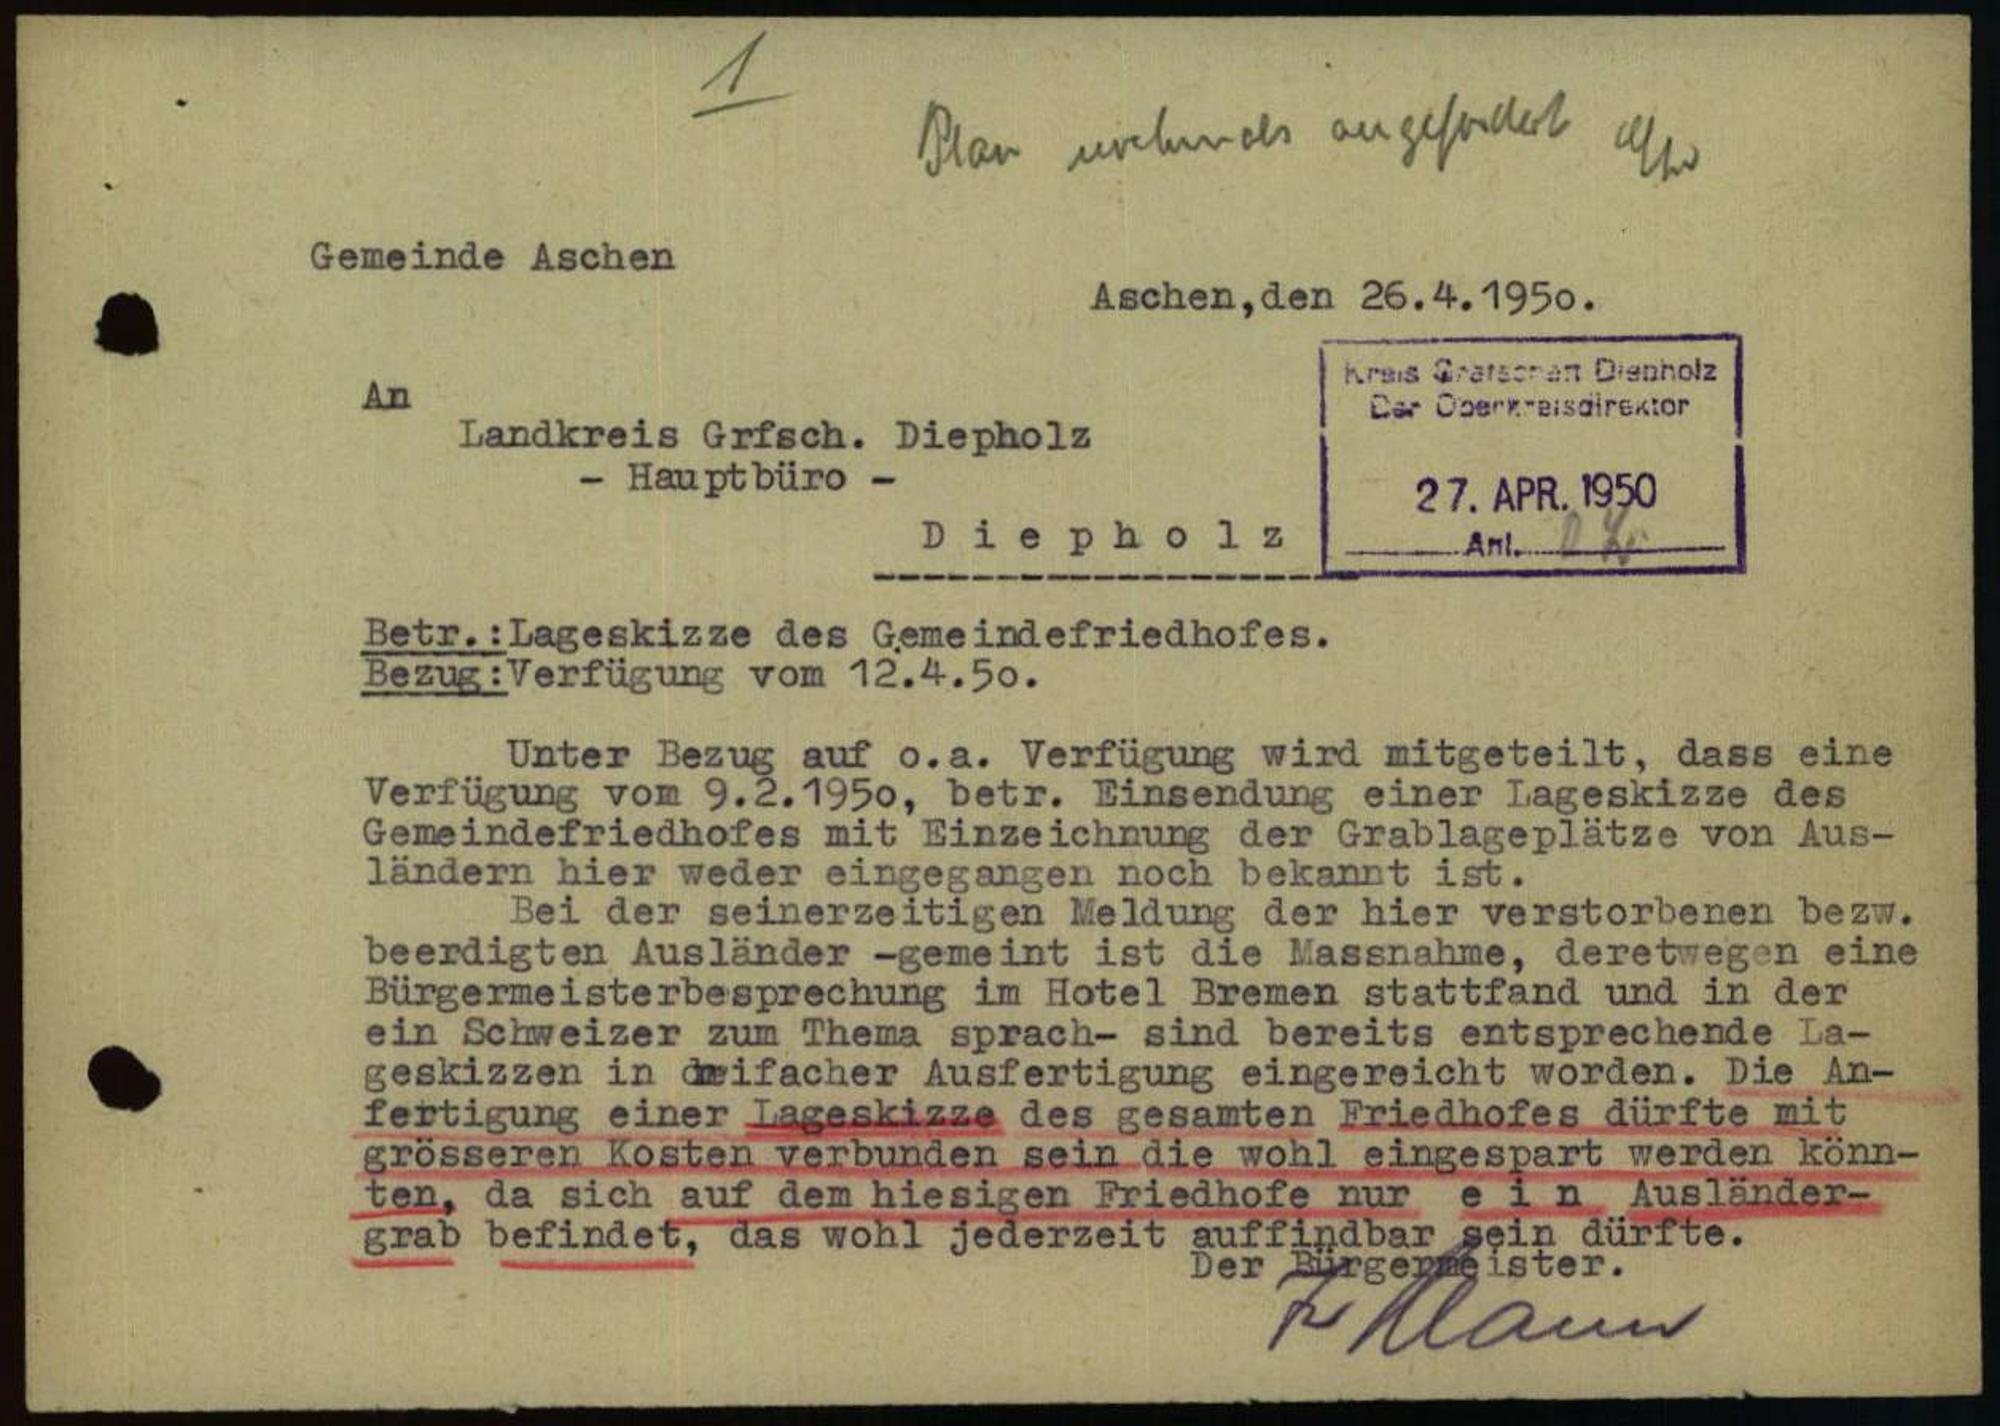 1
Plan nochmals angefordert
Gemeinde Aschen
Aschen,den 26.4.195o.
Kreis Grafschaft Diepholz
Der Oberkreisdirektor
27. APR. 1950
Anl.
An
Landkreis Grfsch. Diepholz
- Hauptbüro -
D i e p h o l z
Betr.:Lageskizze des Gemeindefriedhofes.
Bezug:Verfügung vom 12.4.5o.
Unter Bezug auf o.a. Verfügung wird mitgeteilt, dass eine
Verfügung vom 9.2.195o, betr. Einsendung einer Lageskizze des
Gemeindefriedhofes mit Einzeichnung der Grablageplätze von Aus-
ländern hier weder eingegangen noch bekannt ist.
Bei der seinerzeitigen Meldung der hier verstorbenen bezw.
beerdigten Ausländer -gemeint ist die Massnahme, deretwegen eine
Bürgermeisterbesprechung im Hotel Bremen stattfand und in der
ein Schweizer zum Thema sprach- sind bereits entsprechende La-
geskizzen in dreifacher Ausfertigung eingereicht worden. Die An-
fertigung einer Lageskizze des gesamten Friedhofes dürfte mit
grösseren Kosten verbunden sein die wohl eingespart werden könn-
ten, da sich auf dem hiesigen Friedhofe nur e i n Ausländer-
grab befindet, das wohl jederzeit auffindbar sein dürfte.
Der Bürgermeister.